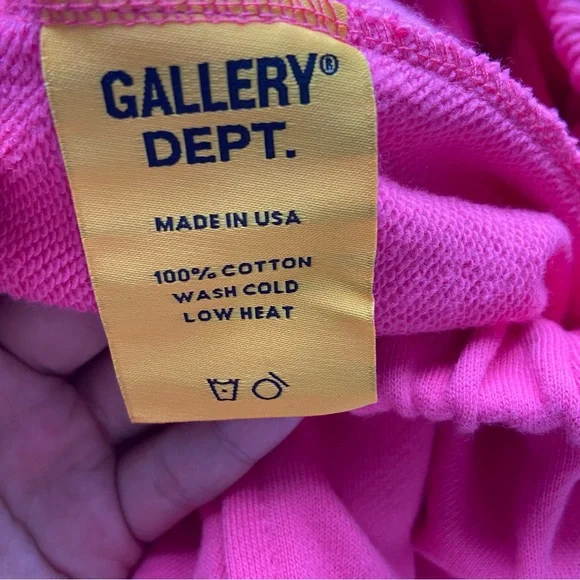 GALLERY®
DEPT.
MADE IN USA
100% COTTON
WASH COLD
LOW HEAT